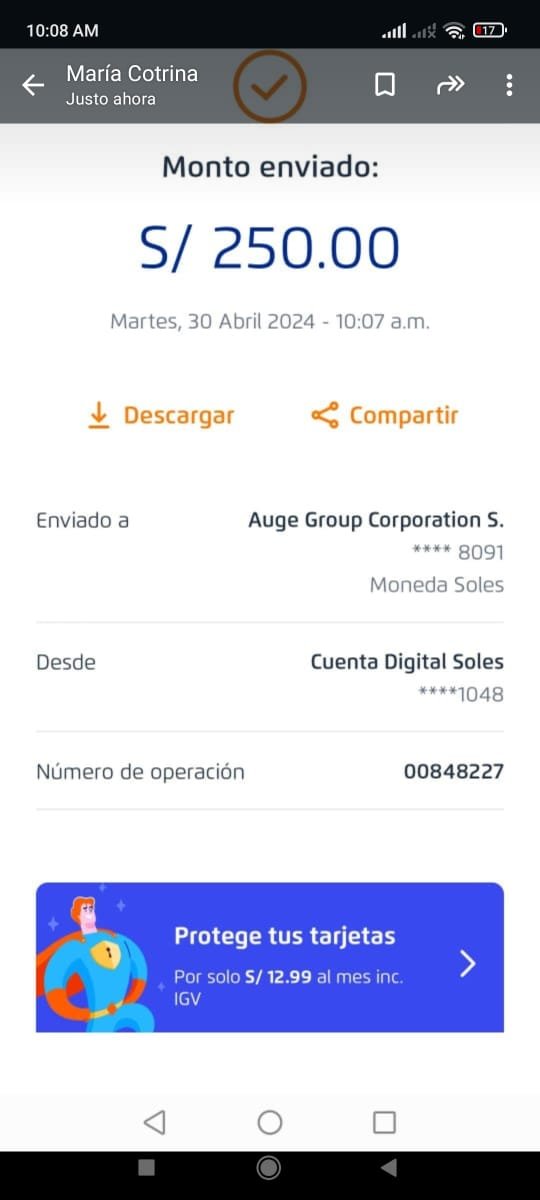 10:08 AM
17
María Cotrina
Justo ahora
Monto enviado:
S/ 250.00
Martes, 30 Abril 2024 - 10:07 a.m.
Descargar
Compartir
Enviado a
Auge Group Corporation S.
**** 8091
Moneda Soles
Desde
Cuenta Digital Soles
****1048
Número de operación
00848227
Protege tus tarjetas
Por solo S/ 12.99 al mes inc.
IGV